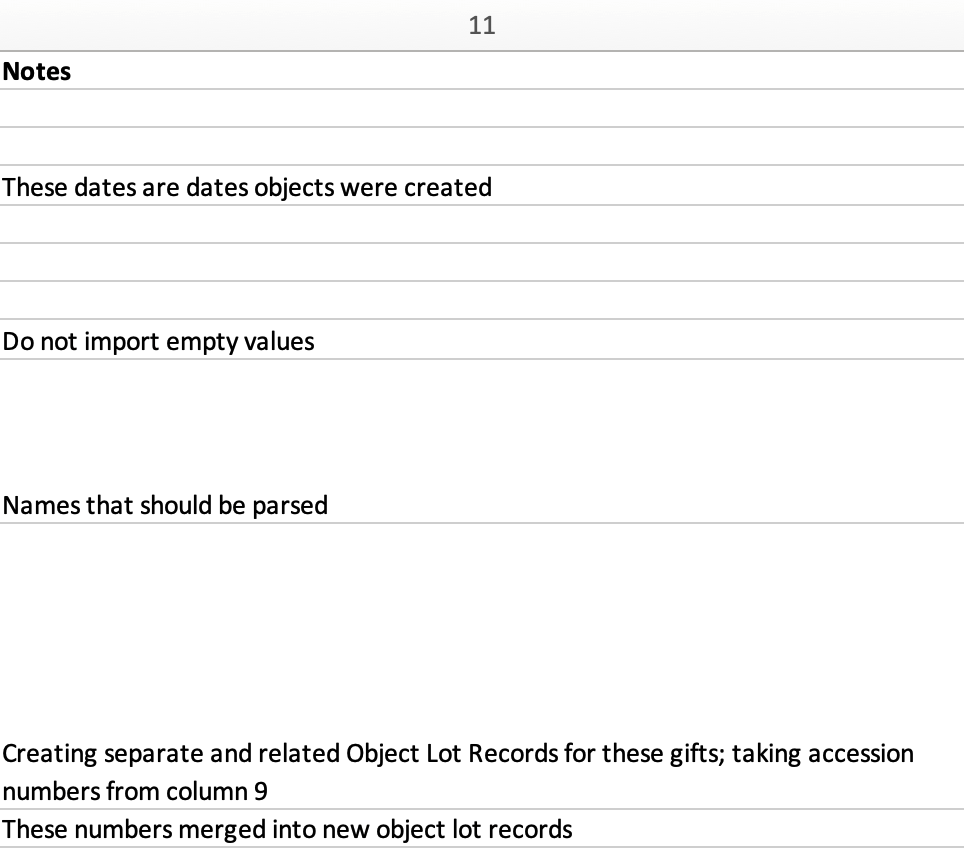 11
Notes
These dates are dates objects were created
Do not import empty values
Names that should be parsed
Creating separate and related Object Lot Records for these gifts; taking accession
numbers from column 9
These numbers merged into new object lot records